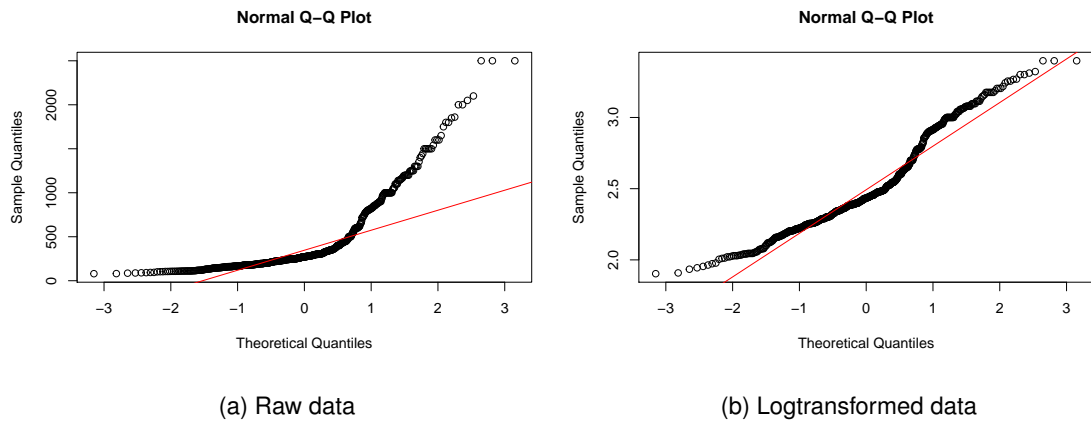 Normal Q−Q Plot
2000
1000
500
0
Sample Quantiles
−3 −2 −1 0 1 2 3
Theoretical Quantiles
(a) Raw data
Normal Q−Q Plot
3.0
2.5
2.0
Sample Quantiles
−3 −2 −1 0 1 2 3
Theoretical Quantiles
(b) Logtransformed data